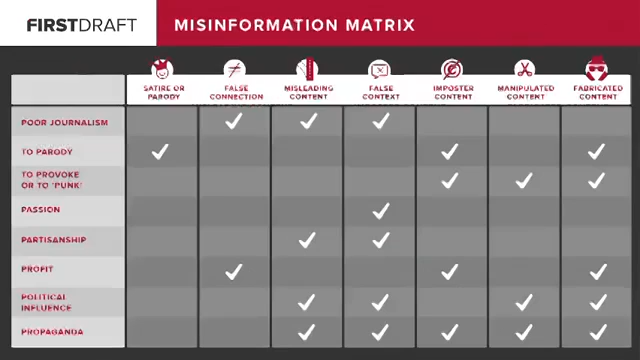 FIRSTDRAFT
MISINFORMATION MATRIX
SATIRE OR
PARODY
FALSE
CONNECTION
MISLEADING
CONTENT
FALSE
CONTEXT
IMPOSTER
CONTENT
MANIPULATED
CONTENT
FABRICATED
CONTENT
POOR JOURNALISM
TO PARODY
TO PROVOKE
OR TO 'PUNK'
PASSION
PARTISANSHIP
PROFIT
POLITICAL
INFLUENCE
PROPAGANDA